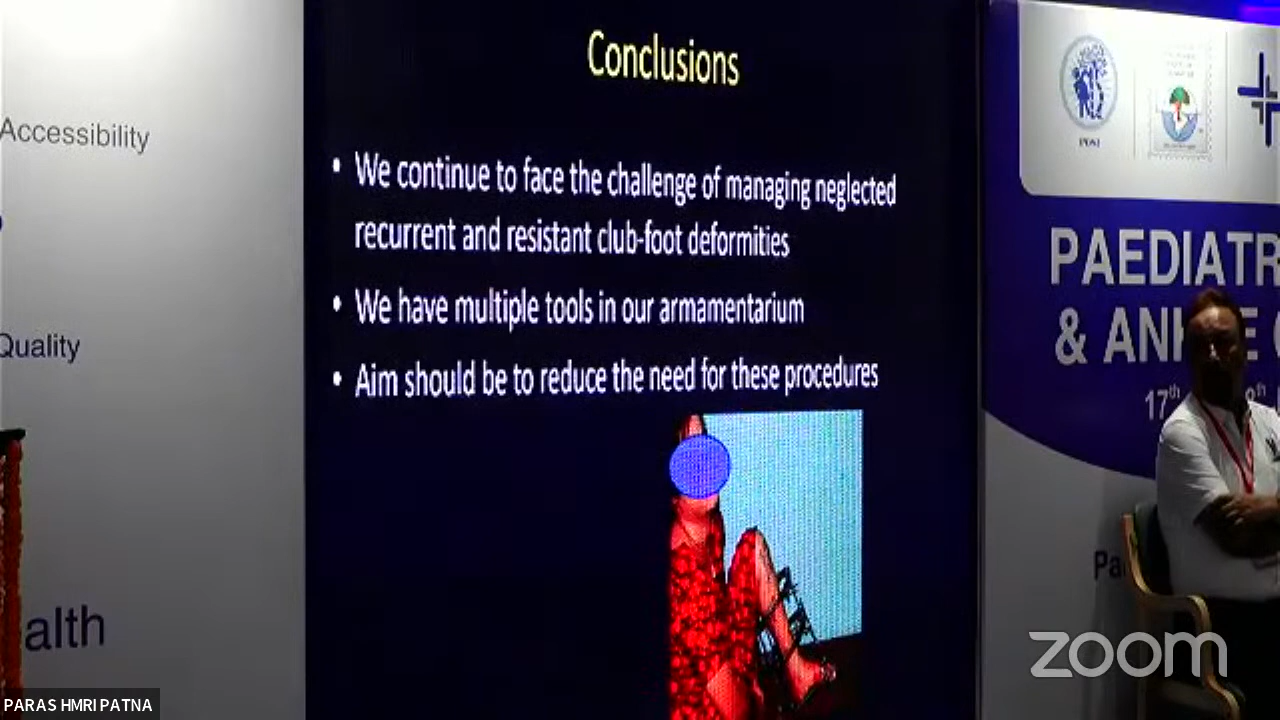 Accessibility
Quality
alth
Conclusions
• We continue to face the challenge of managing neglected
recurrent and resistant club-foot deformities
• We have multiple tools in our armamentarium
• Aim should be to reduce the need for these procedures
PAEDIATR
& AN
17th
Pa
zoom
PARAS HMRI PATNA